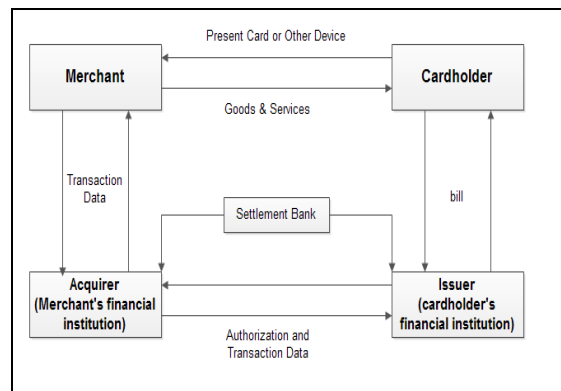 Present Card or Other Device
Merchant
Cardholder
Goods & Services
Transaction
Data
bill
Settlement Bank
Acquirer
(Merchant's financial
institution)
Issuer
(cardholder's
financial institution)
Authorization and
Transaction Data